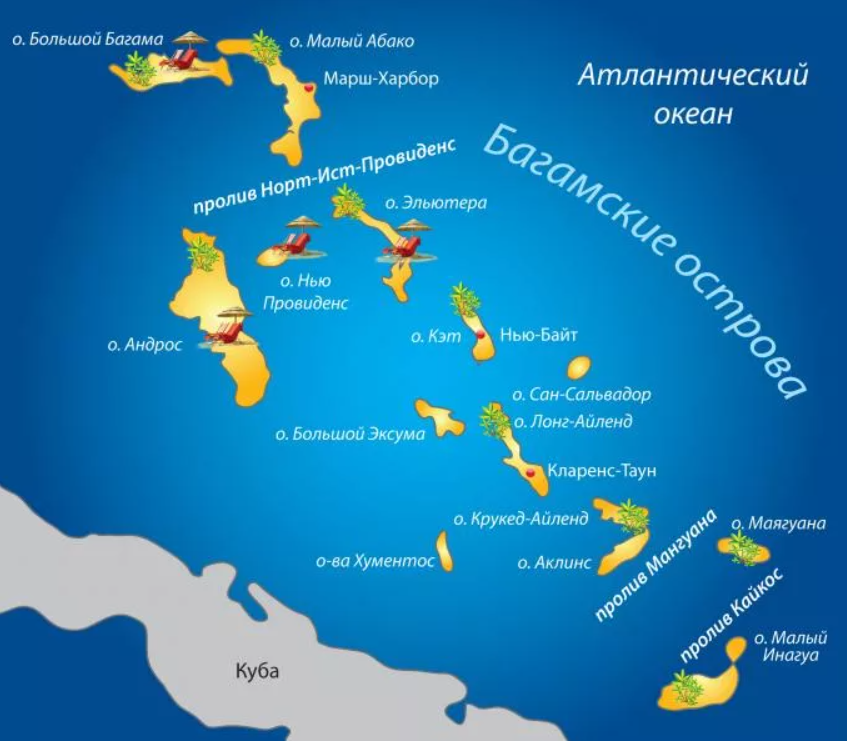 о. Большой Багама
о. Малый Абако
Марш-Харбор
Атлантический
океан
Багамские острова
пролив Норт-Ист-Провиденс
о. Эльютера
о. Нью
Провиденс
о. Андрос
о. Кэт
Нью-Байт
о. Сан-Сальвадор
о. Лонг-Айленд
о. Большой Эксума
Кларенс-Таун
о. Крукед-Айленд
о-ва Хументос
о. Аклинс
пролив Мангуана
о. Маягуана
пролив Кайкос
о. Малый
Инагуа
Куба